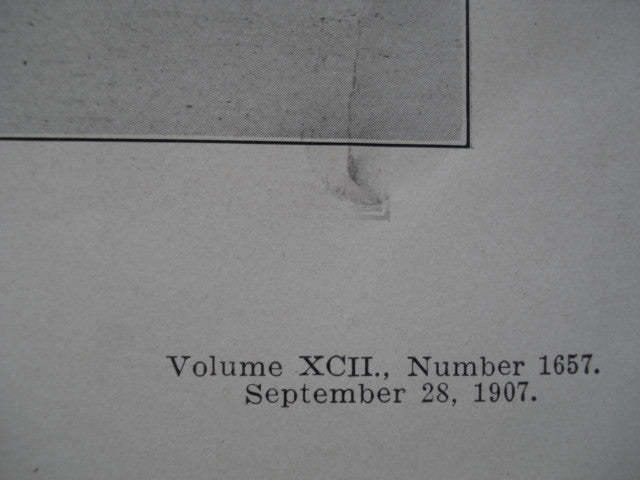 Volume XCII., Number 1657.
September 28, 1907.